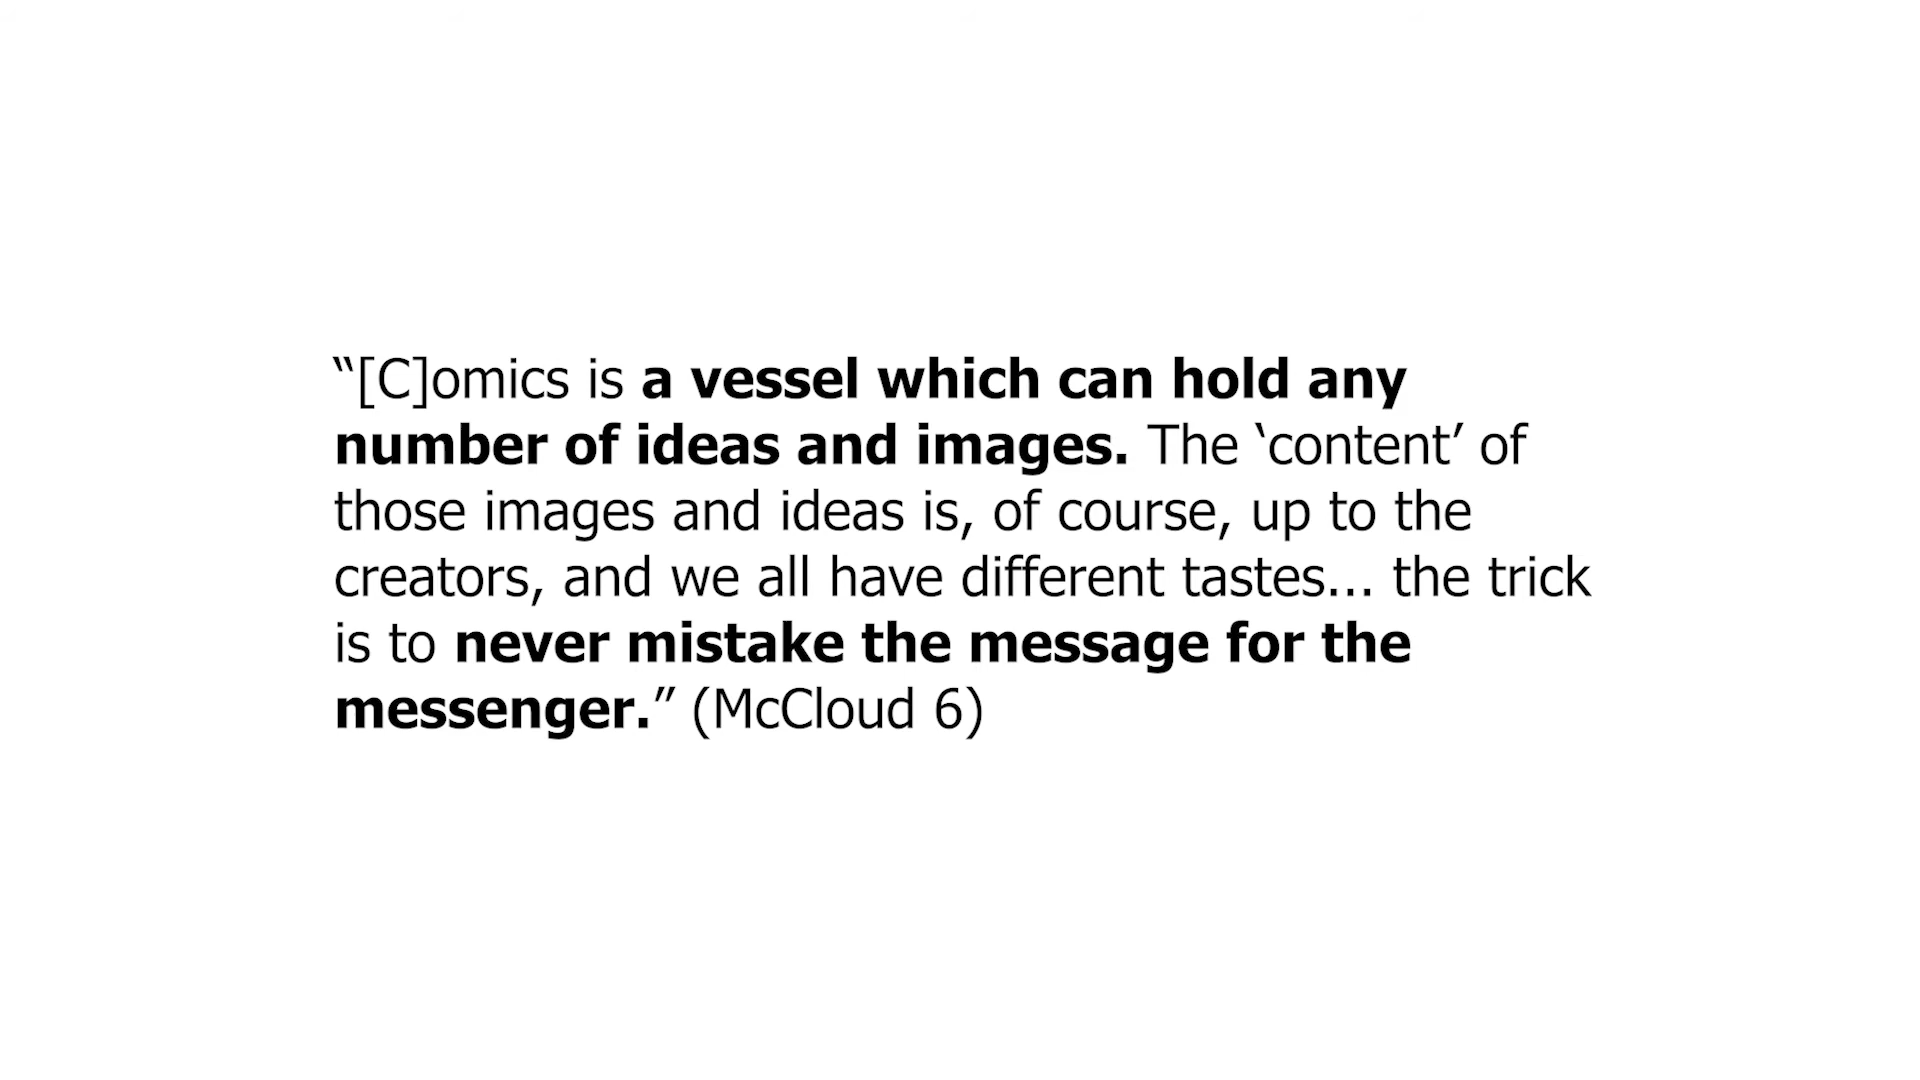 “[C]omics is a vessel which can hold any
number of ideas and images. The ‘content’ of
those images and ideas is, of course, up to the
creators, and we all have different tastes... the trick
is to never mistake the message for the
messenger.” (McCloud 6)